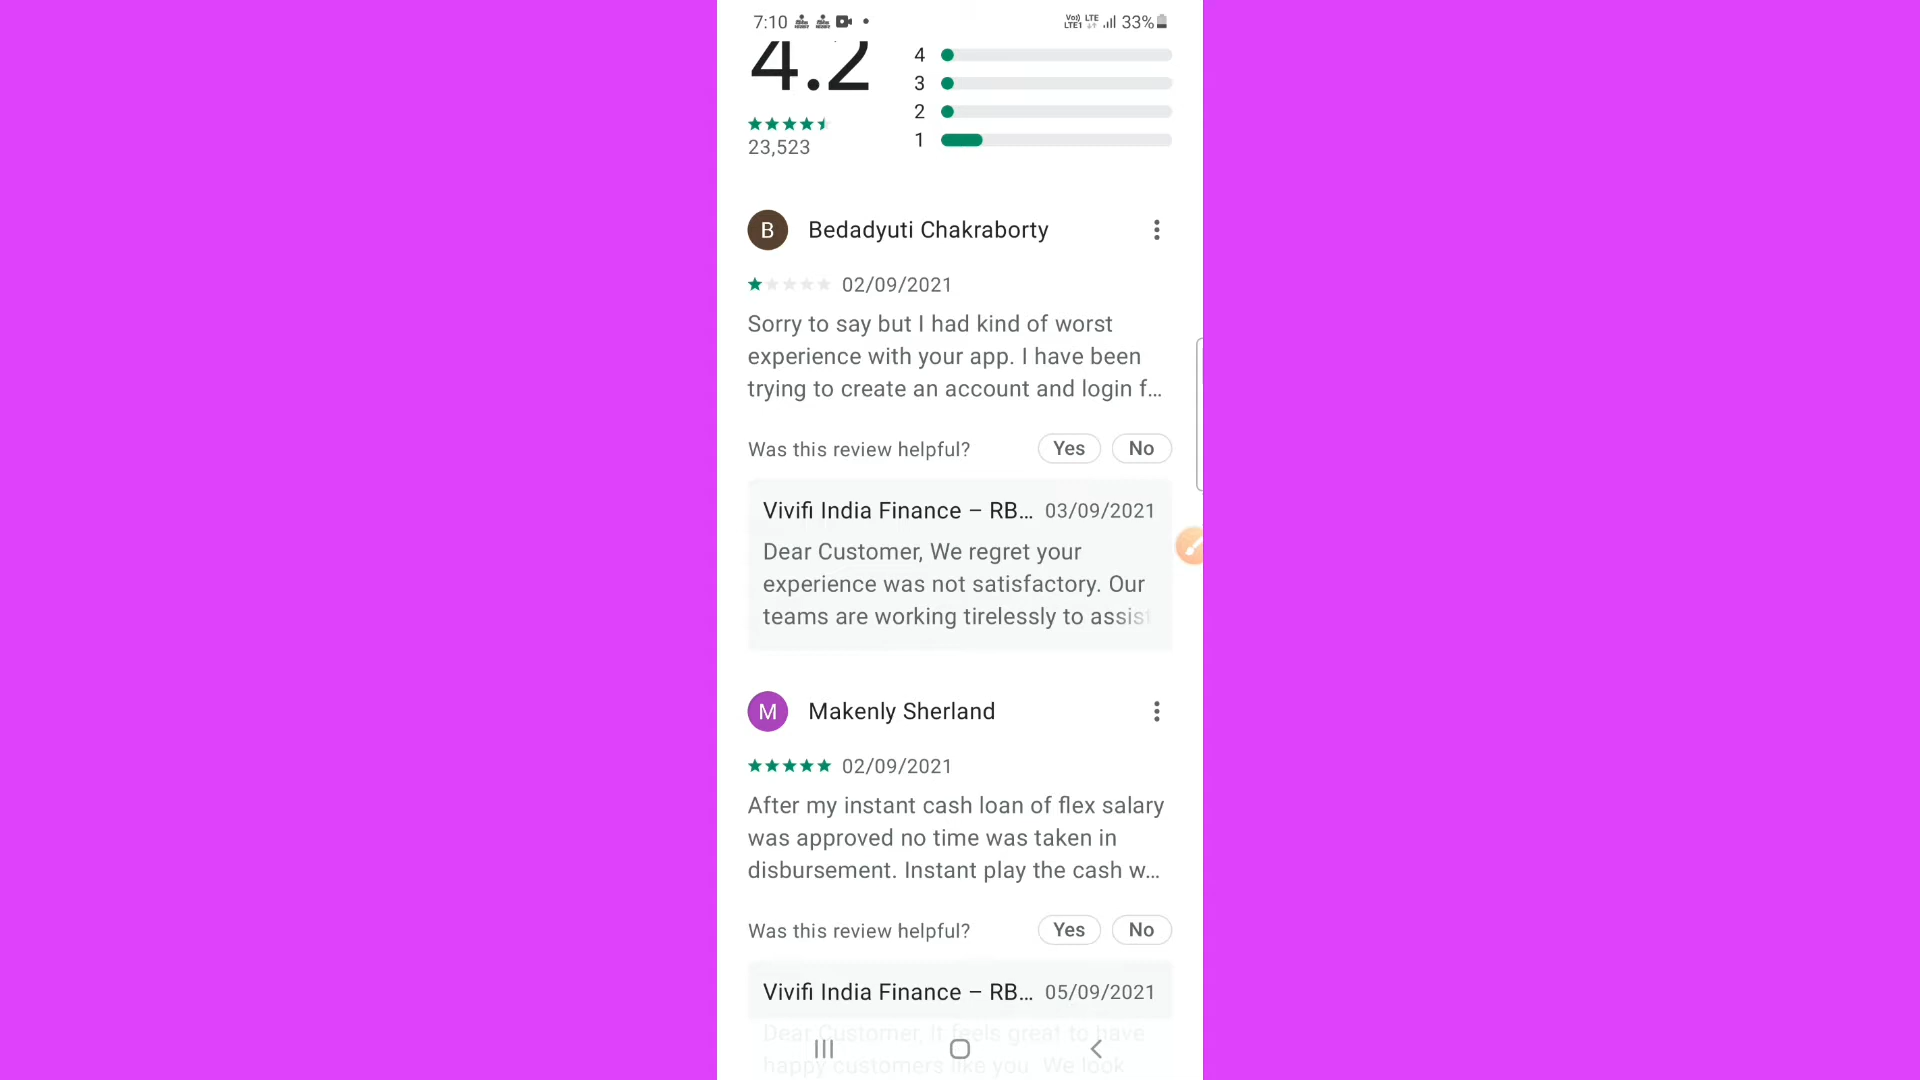 7:10
Vo)) LTE
LTE1
33%
4.2
4
3
2
1
23,523
B
Bedadyuti Chakraborty
02/09/2021
Sorry to say but I had kind of worst
experience with your app. I have been
trying to create an account and login f...
Was this review helpful?
Yes
No
Vivifi India Finance – RB... 03/09/2021
Dear Customer, We regret your
experience was not satisfactory. Our
teams are working tirelessly to assist
M
Makenly Sherland
02/09/2021
After my instant cash loan of flex salary
was approved no time was taken in
disbursement. Instant play the cash w...
Was this review helpful?
Yes
No
Vivifi India Finance – RB... 05/09/2021
Dear Customer, It feels great to have
happy customers like you. We look